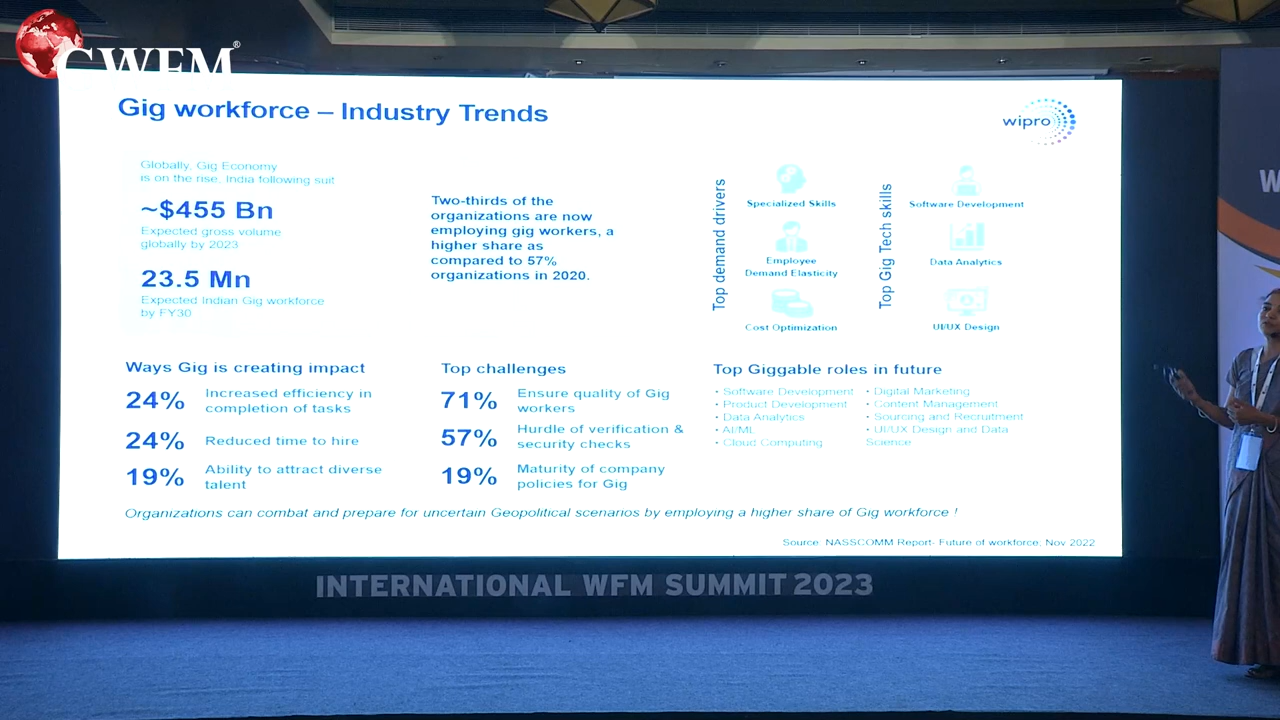 GWFM®
Gig workforce – Industry Trends
wipro
Globally, Gig Economy
is on the rise, India following suit
~$455 Bn
Expected gross volume
globally by 2023
23.5 Mn
Expected Indian Gig workforce
by FY30
Two-thirds of the
organizations are now
employing gig workers, a
higher share as
compared to 57%
organizations in 2020.
Top demand drivers
Specialized Skills
Employee
Demand Elasticity
Cost Optimization
Top Gig Tech skills
Software Development
Data Analytics
UI/UX Design
Ways Gig is creating impact
24% Increased efficiency in
completion of tasks
24% Reduced time to hire
19% Ability to attract diverse
talent
Top challenges
71% Ensure quality of Gig
workers
57% Hurdle of verification &
security checks
19% Maturity of company
policies for Gig
Top Giggable roles in future
• Software Development
• Product Development
• Data Analytics
• AI/ML
• Cloud Computing
• Digital Marketing
• Content Management
• Sourcing and Recruitment
• UI/UX Design and Data
Science
Organizations can combat and prepare for uncertain Geopolitical scenarios by employing a higher share of Gig workforce !
Source: NASSCOMM Report- Future of workforce; Nov 2022
INTERNATIONAL WFM SUMMIT 2023
W